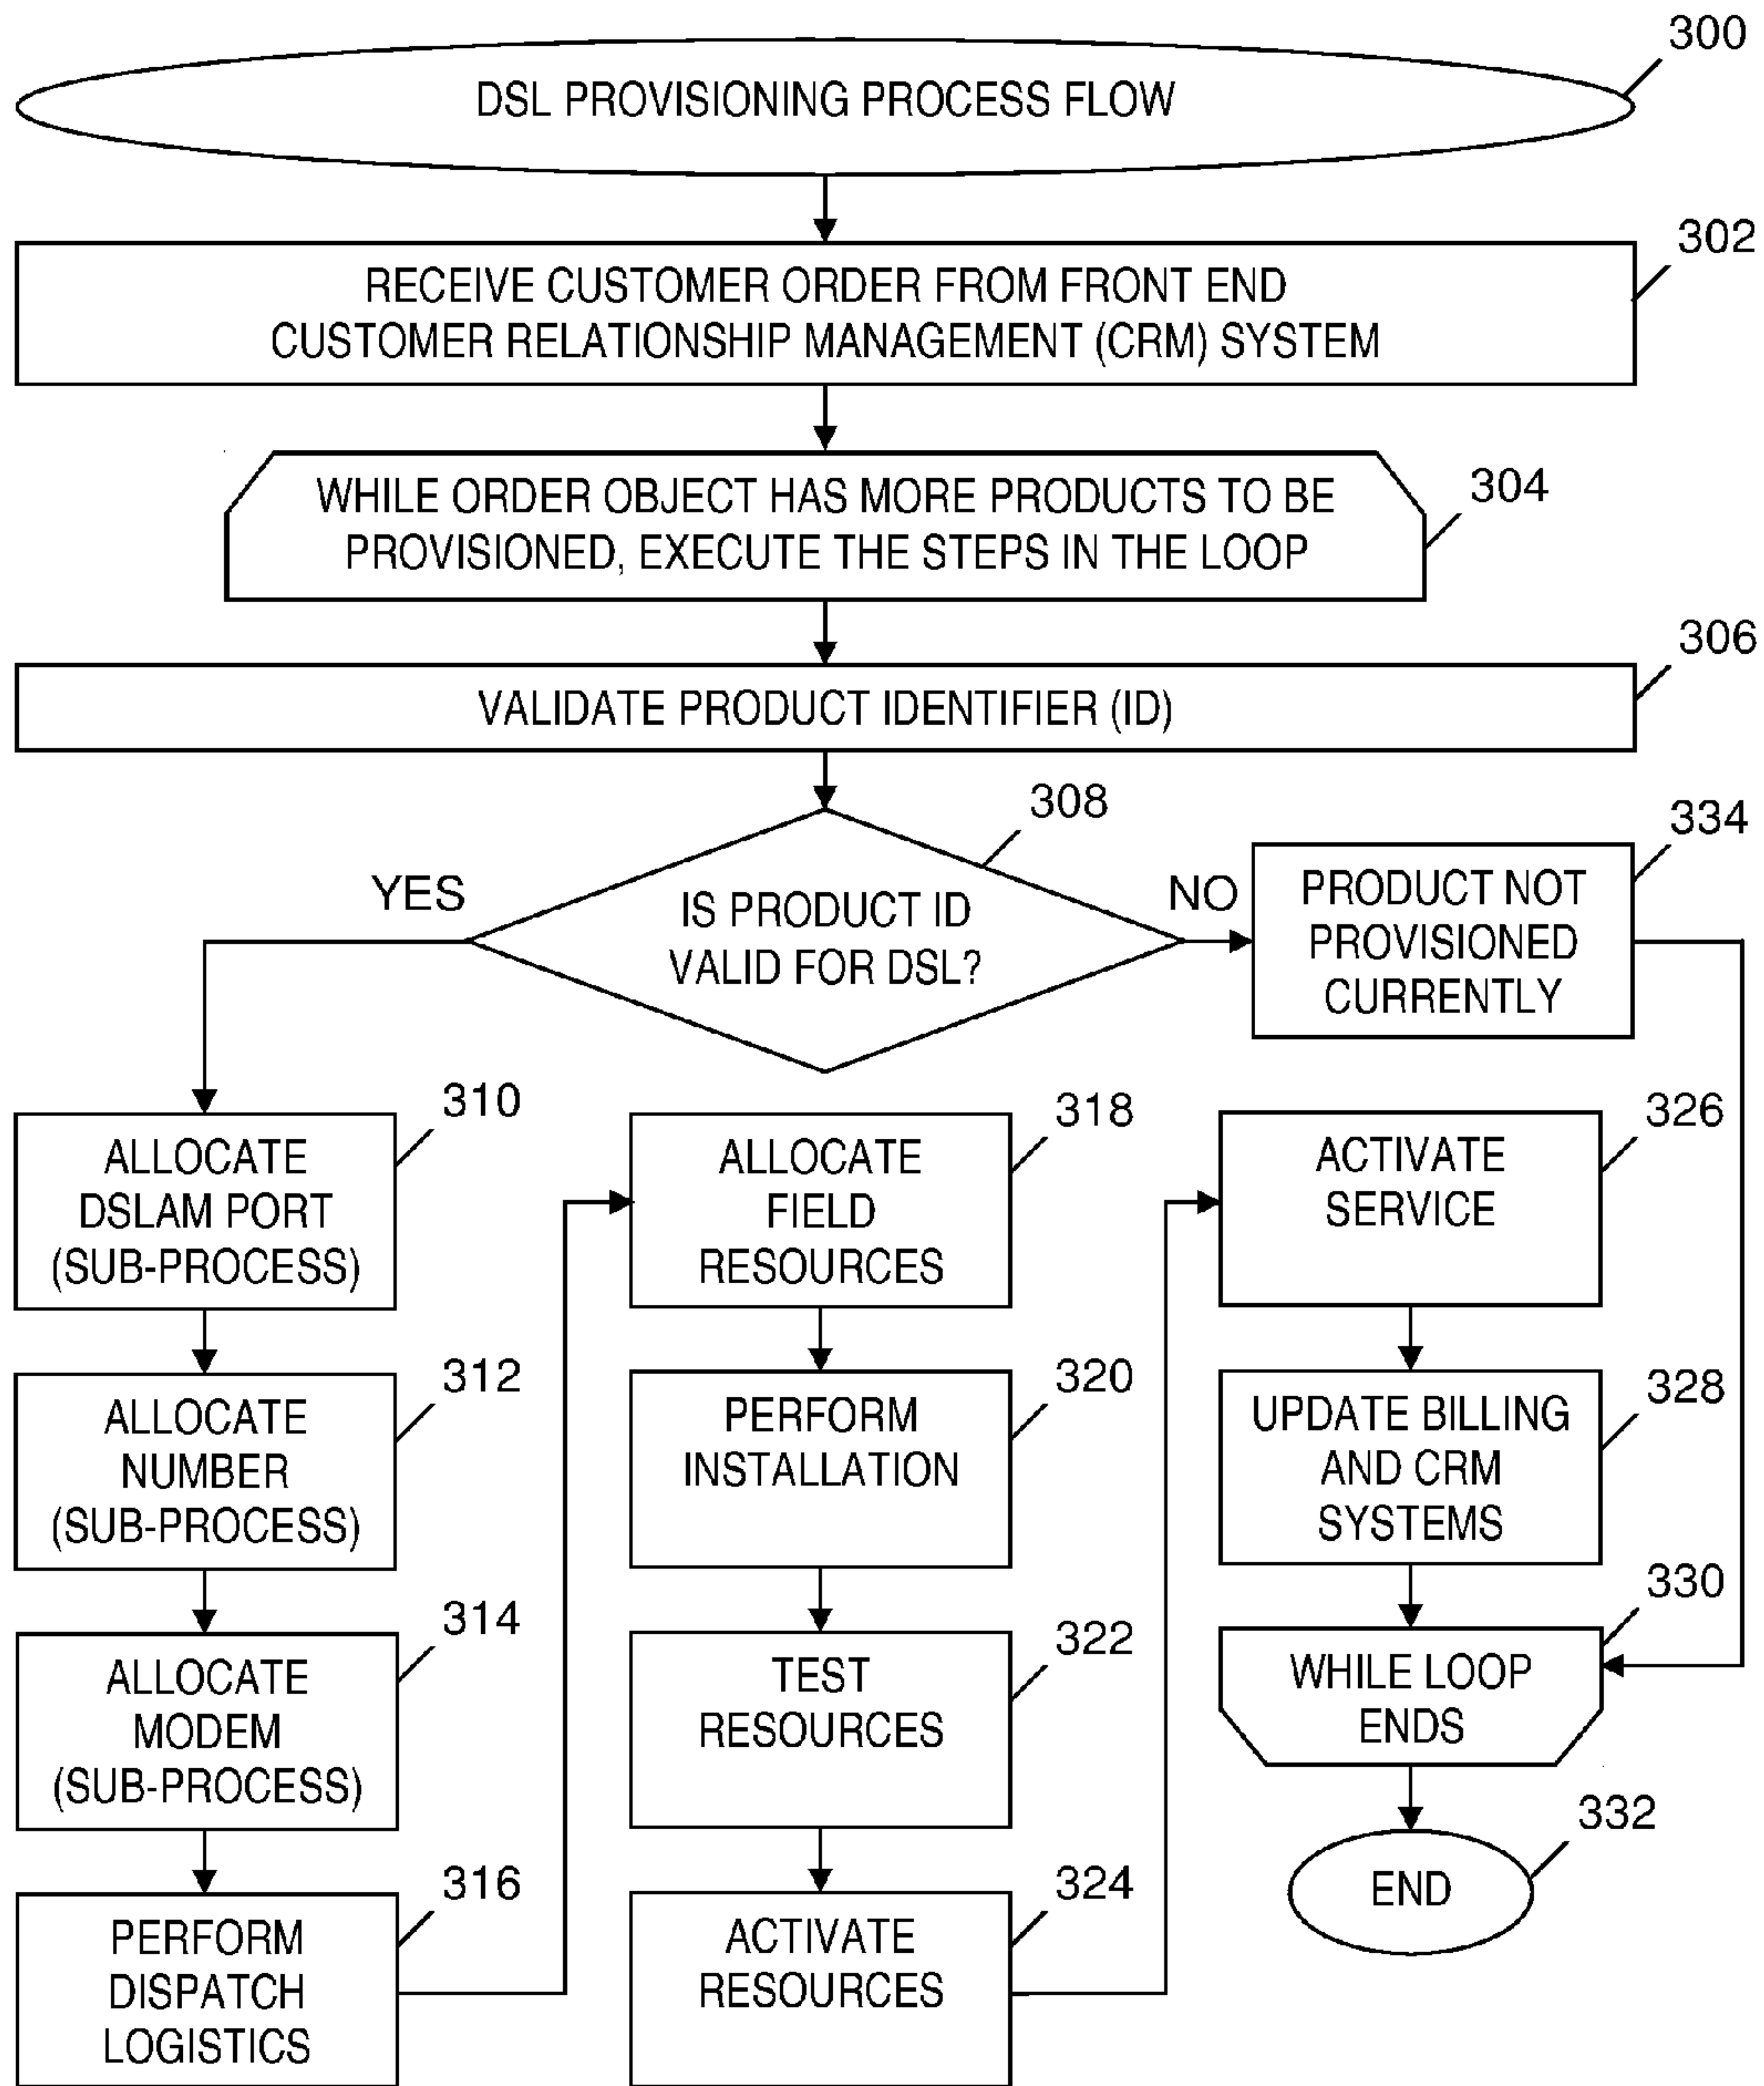 300
DSL PROVISIONING PROCESS FLOW
302
RECEIVE CUSTOMER ORDER FROM FRONT END
CUSTOMER RELATIONSHIP MANAGEMENT (CRM) SYSTEM
304
WHILE ORDER OBJECT HAS MORE PRODUCTS TO BE
PROVISIONED, EXECUTE THE STEPS IN THE LOOP
306
VALIDATE PRODUCT IDENTIFIER (ID)
308
IS PRODUCT ID
VALID FOR DSL?
YES
NO
334
PRODUCT NOT
PROVISIONED
CURRENTLY
310
ALLOCATE
DSLAM PORT
(SUB-PROCESS)
312
ALLOCATE
NUMBER
(SUB-PROCESS)
314
ALLOCATE
MODEM
(SUB-PROCESS)
316
PERFORM
DISPATCH
LOGISTICS
318
ALLOCATE
FIELD
RESOURCES
320
PERFORM
INSTALLATION
322
TEST
RESOURCES
324
ACTIVATE
RESOURCES
326
ACTIVATE
SERVICE
328
UPDATE BILLING
AND CRM
SYSTEMS
330
WHILE LOOP
ENDS
332
END